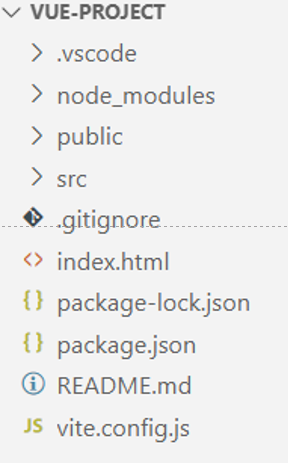 VUE-PROJECT
.vscode
node_modules
public
src
.gitignore
index.html
package-lock.json
package.json
README.md
JS vite.config.js